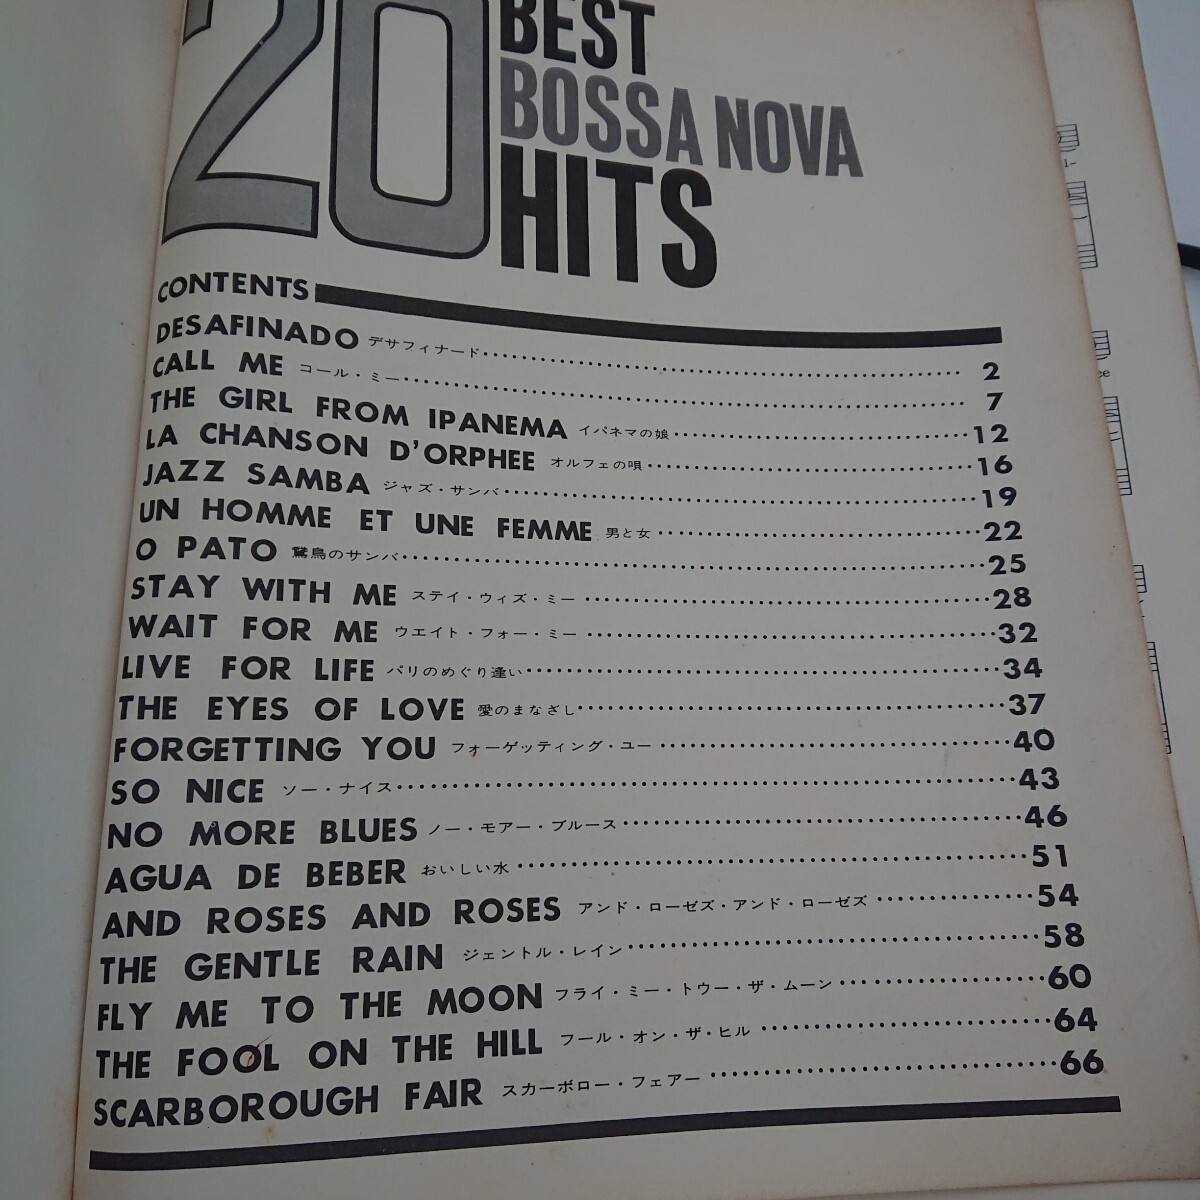 20 BEST
BOSSA NOVA
HITS
CONTENTS
DESAFINADO デサフィナード 2
CALL ME コール・ミー 7
THE GIRL FROM IPANEMA イパネマの娘 12
LA CHANSON D'ORPHEE オルフェの唄 16
JAZZ SAMBA ジャズ・サンバ 19
UN HOMME ET UNE FEMME 男と女 22
O PATO 鵞鳥のサンバ 25
STAY WITH ME ステイ・ウィズ・ミー 28
WAIT FOR ME ウエイト・フォー・ミー 32
LIVE FOR LIFE パリのめぐり逢い 34
THE EYES OF LOVE 愛のまなざし 37
FORGETTING YOU フォーゲッティング・ユー 40
SO NICE ソー・ナイス 43
NO MORE BLUES ノー・モアー・ブルース 46
AGUA DE BEBER おいしい水 51
AND ROSES AND ROSES アンド・ローゼズ・アンド・ローゼズ 54
THE GENTLE RAIN ジェントル・レイン 58
FLY ME TO THE MOON フライ・ミー・トウー・ザ・ムーン 60
THE FOOL ON THE HILL フール・オン・ザ・ヒル 64
SCARBOROUGH FAIR スカーボロー・フェアー 66